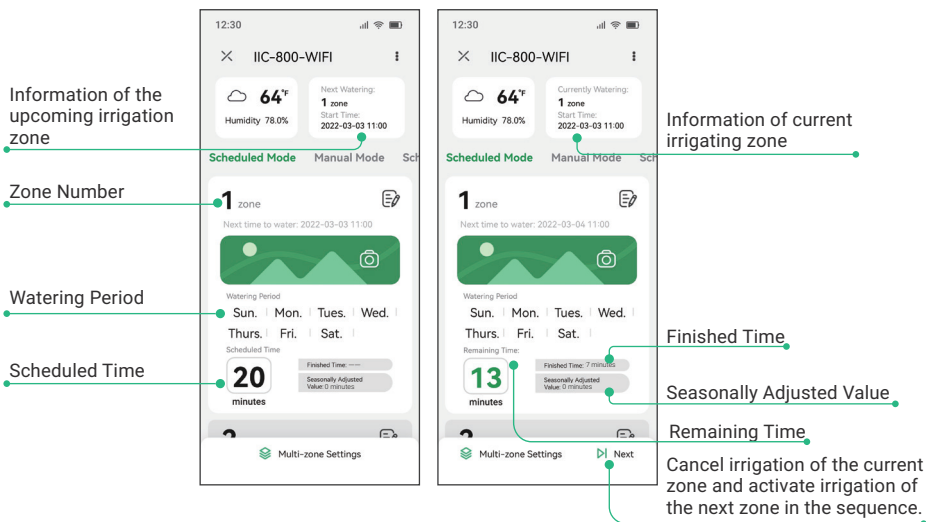 12:30
IIC-800-WIFI
64°F
Humidity 78.0%
Next Watering:
1 zone
Start Time:
2022-03-03 11:00
Scheduled Mode Manual Mode Sch
1 zone
Next time to water: 2022-03-03 11:00
Watering Period
Sun. Mon. Tues. Wed.
Thurs. Fri. Sat.
Scheduled Time
20
minutes
Finished Time: ——
Seasonally Adjusted
Value: 0 minutes
2
Multi-zone Settings
12:30
IIC-800-WIFI
64°F
Humidity 78.0%
Currently Watering:
1 zone
Start Time:
2022-03-03 11:00
Scheduled Mode Manual Mode Sch
1 zone
Next time to water: 2022-03-04 11:00
Watering Period
Sun. Mon. Tues. Wed.
Thurs. Fri. Sat.
Remaining Time:
13
minutes
Finished Time: 7 minutes
Seasonally Adjusted
Value: 0 minutes
2
Multi-zone Settings Next
Information of the
upcoming irrigation
zone
Zone Number
Watering Period
Scheduled Time
Information of current
irrigating zone
Finished Time
Seasonally Adjusted Value
Remaining Time
Cancel irrigation of the current
zone and activate irrigation of
the next zone in the sequence.